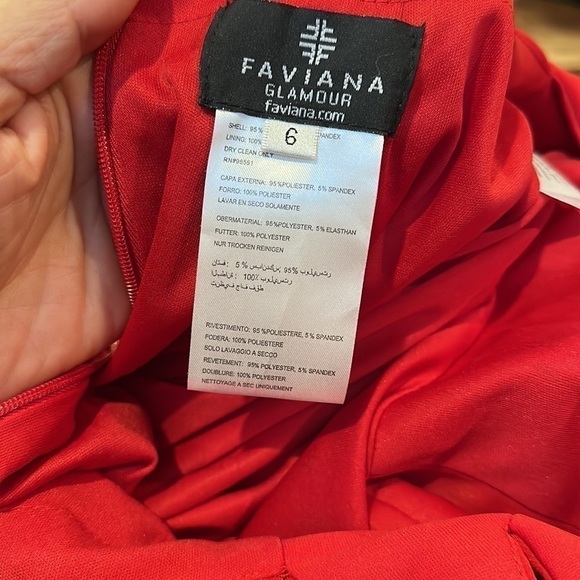 FAVIANA
GLAMOUR
faviana.com
6
SHELL: 95% SPANDEX
LINING: 100%
DRY CLEAN ONLY
RN#96591
CAPA EXTERNA: 95%POLIESTER, 5% SPANDEX
FORRO: 100% POLIESTER
LAVAR EN SECO SOLAMENTE
OBERMATERIAL: 95%POLYESTER, 5% ELASTHAN
FUTTER: 100% POLYESTER
NUR TROCKEN REINIGEN
RIVESTIMENTO: 95%POLIESTERE, 5% SPANDEX
PODERA: 100% POLIESTERE
SOLO LAVAGGIO A SECCO
REVETEMENT: 95% POLYESTER, 5% SPANDEX
DOUBLURE: 100% POLYESTER
NETTOYAGE A SEC UNIQUEMENT